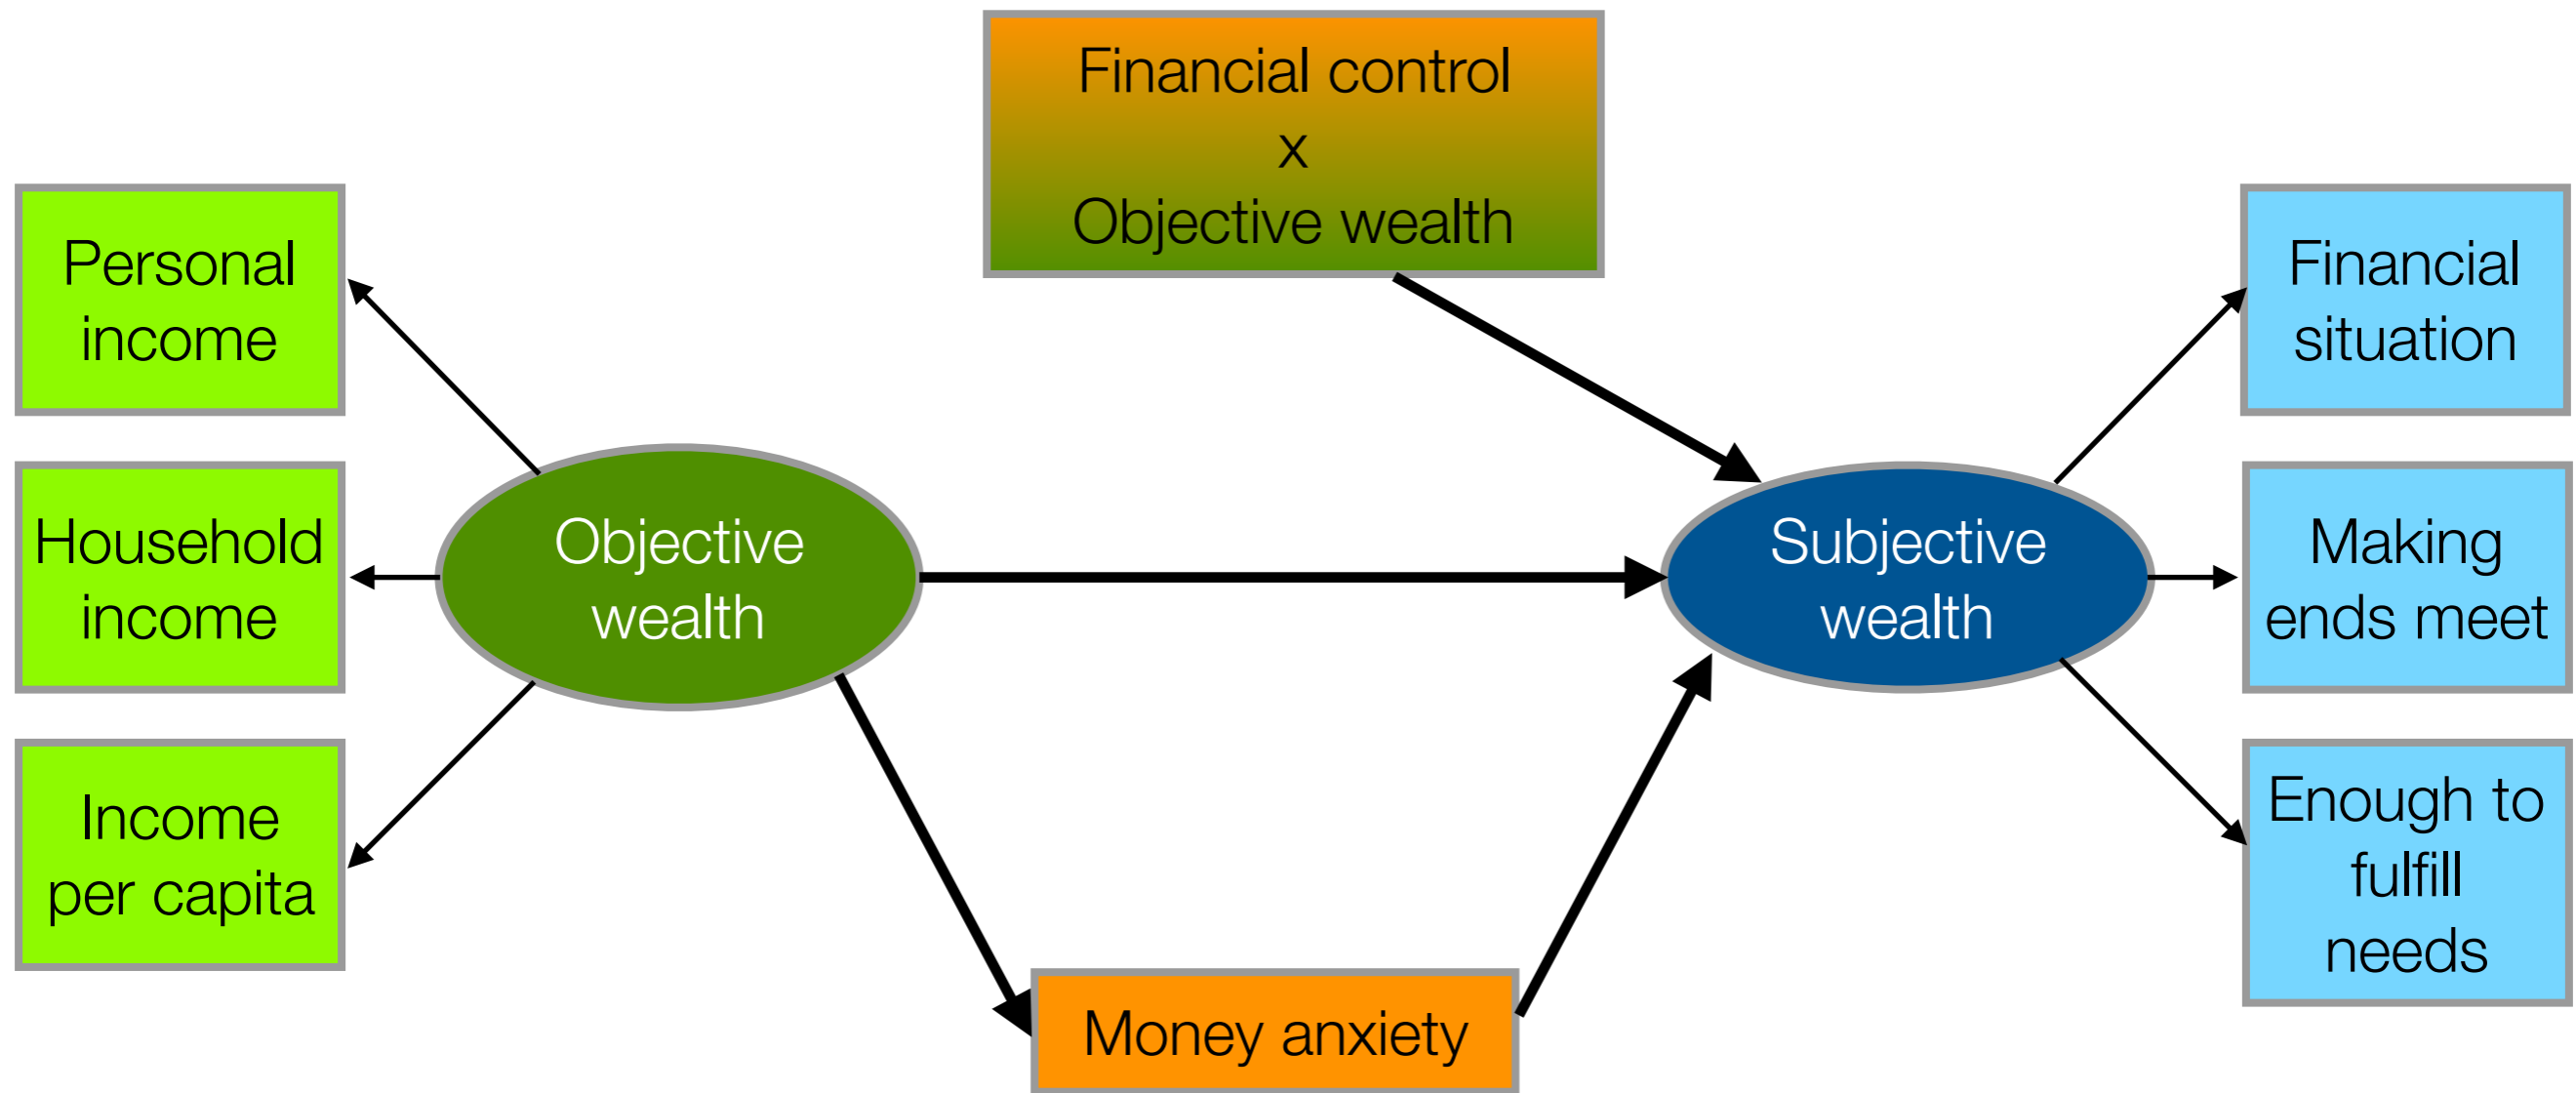 Financial control
x
Objective wealth
Personal
income
Household
income
Income
per capita
Objective
wealth
Subjective
wealth
Money anxiety
Financial
situation
Making
ends meet
Enough to
fulfill
needs